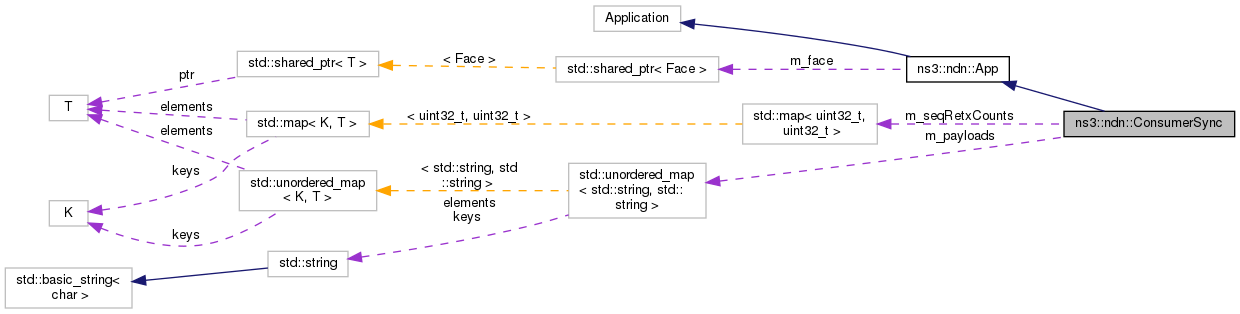 Application
std::shared_ptr< T >
< Face >
std::shared_ptr< Face >
m_face
ns3::ndn::App
ptr
T
elements
elements
std::map< K, T >
< uint32_t, uint32_t >
std::map< uint32_t,
uint32_t >
m_seqRetxCounts
m_payloads
ns3::ndn::ConsumerSync
keys
std::unordered_map
< K, T >
< std::string, std
::string >
std::unordered_map
< std::string, std::
string >
elements
keys
K
keys
std::string
std::basic_string<
char >